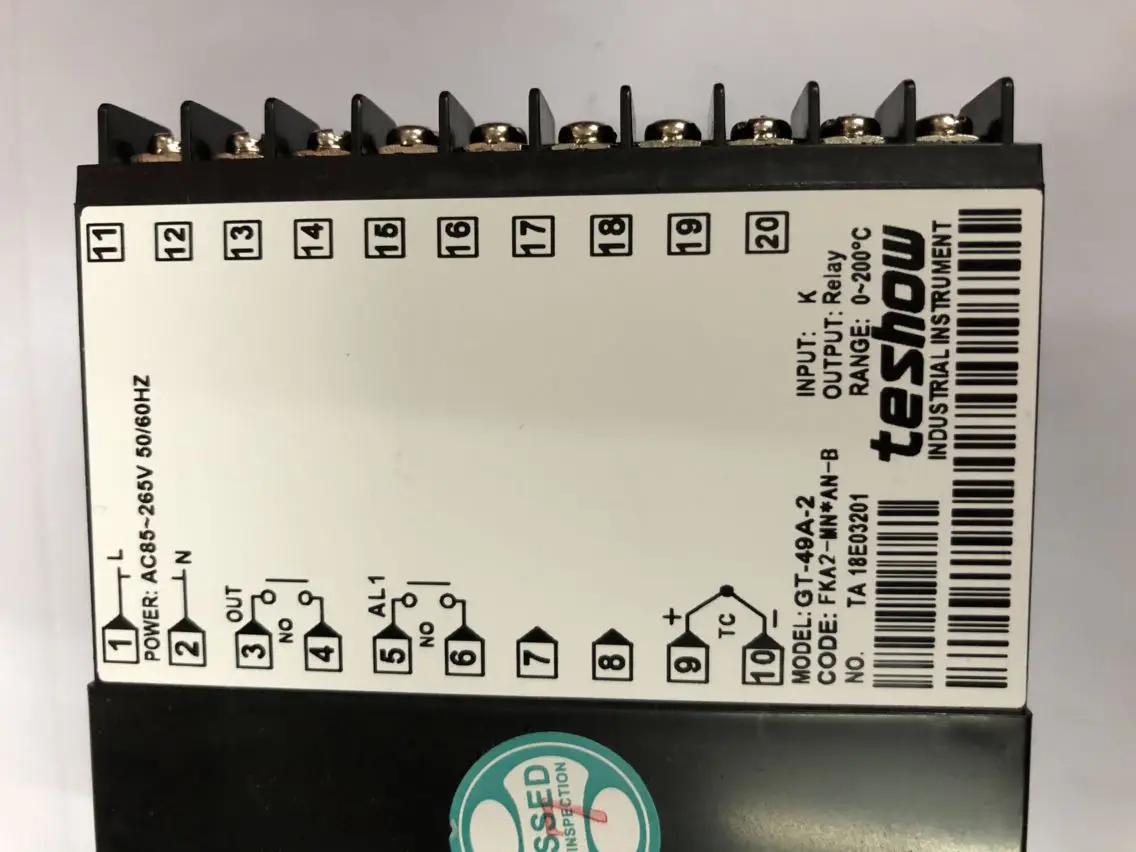 1 L 11
POWER: AC85~265V 50/60HZ
2 N 12
OUT
3 13
NO
4 14
AL1
5 15
NO
6 16
7 17
8 18
9 + 19
TC
10 - 20
MODEL: GT-49A-2 INPUT: K
CODE: FKA2-MN*AN-B OUTPUT: Relay
NO. TA 18E03201 RANGE: 0~200°C
teshow
INDUSTRIAL INSTRUMENT
SSED
INSPECTION